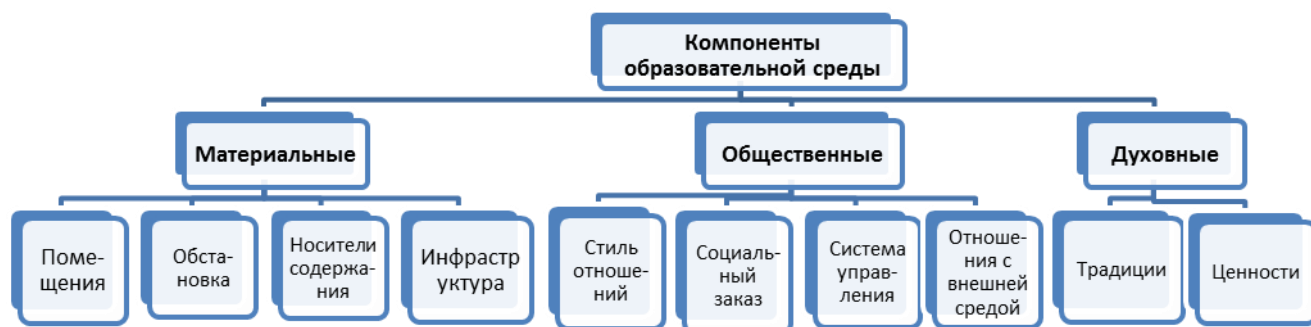 Компоненты
образовательной среды
Материальные
Общественные
Духовные
Поме-
щения
Обста-
новка
Носители
содержа-
ния
Инфрастр
уктура
Стиль
отноше-
ний
Социаль-
ный
заказ
Система
управ-
ления
Отноше-
ния с
внешней
средой
Традиции
Ценности